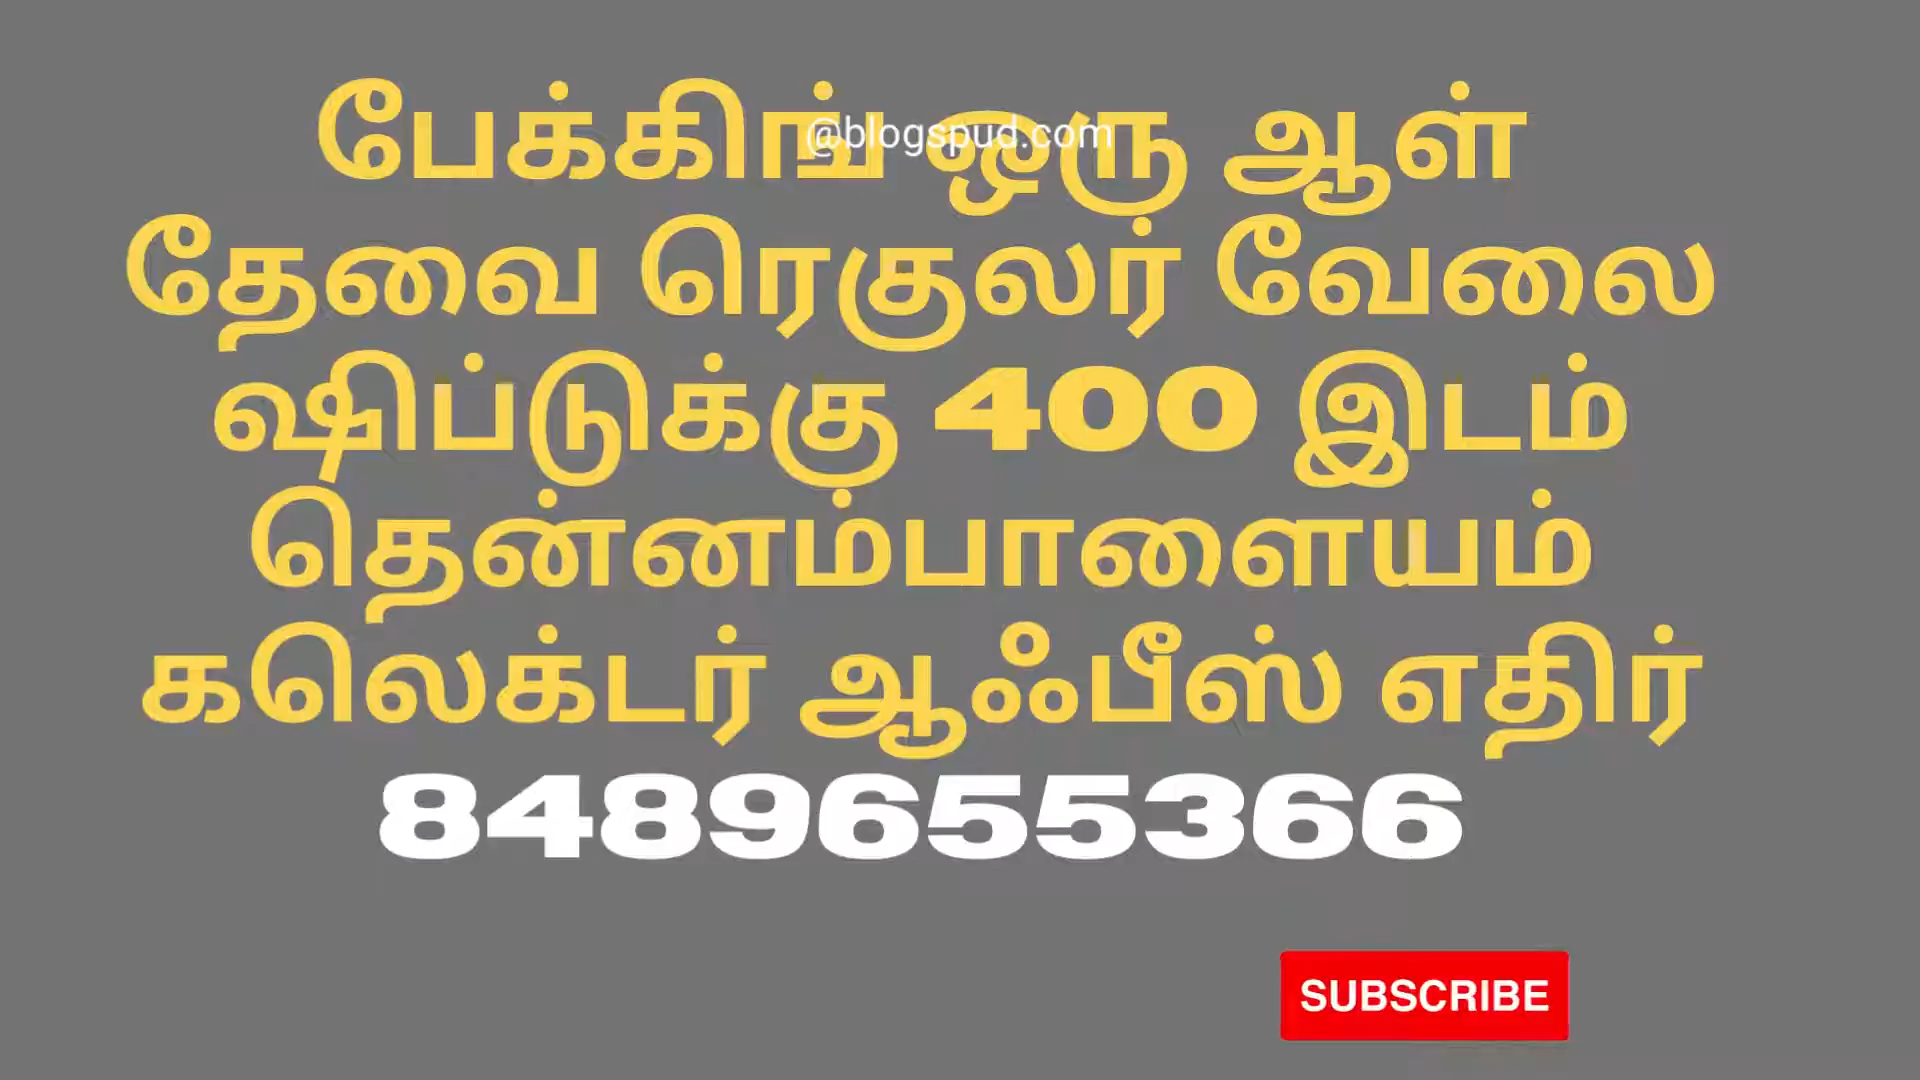 பேக்கிங் ஒரு ஆள்
@blogspud.com
தேவை ரெகுலர் வேலை
ஷிப்டுக்கு 400 இடம்
தென்னம்பாளையம்
கலெக்டர் ஆஃபீஸ் எதிர்
8489655366
SUBSCRIBE